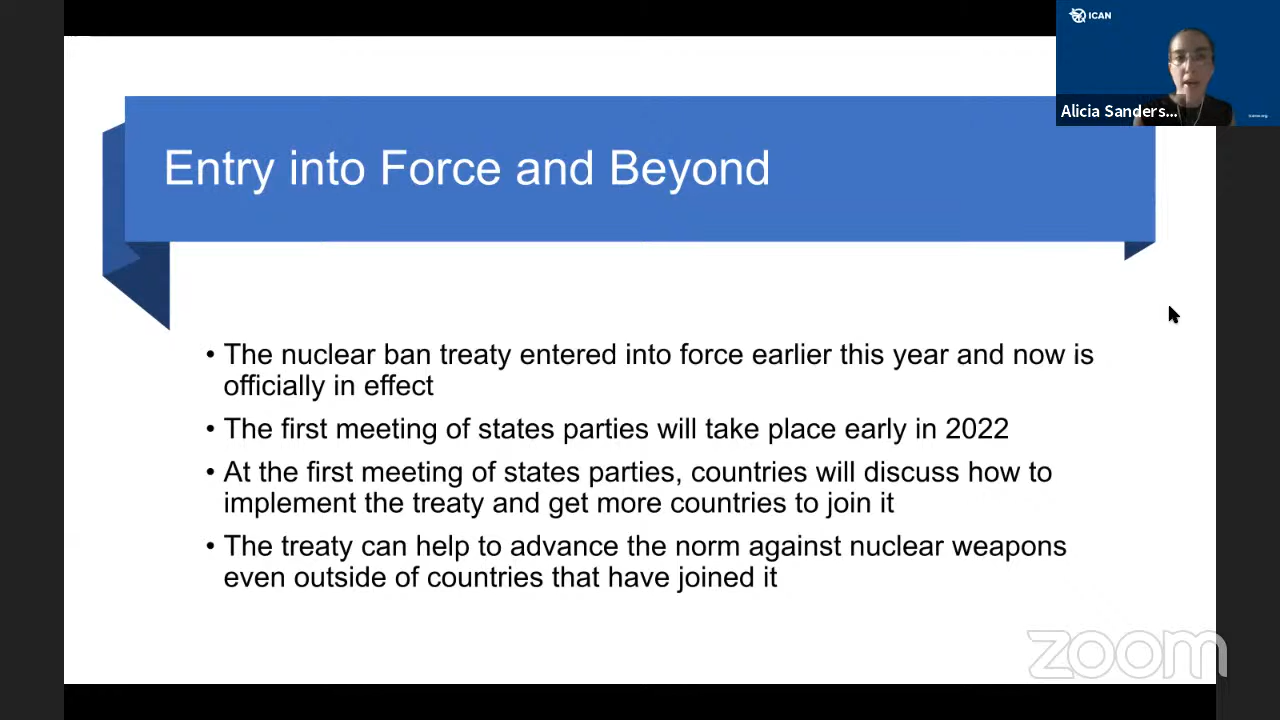 ICAN
Alicia Sanders...
Entry into Force and Beyond
• The nuclear ban treaty entered into force earlier this year and now is
officially in effect
• The first meeting of states parties will take place early in 2022
• At the first meeting of states parties, countries will discuss how to
implement the treaty and get more countries to join it
• The treaty can help to advance the norm against nuclear weapons
even outside of countries that have joined it
zoom